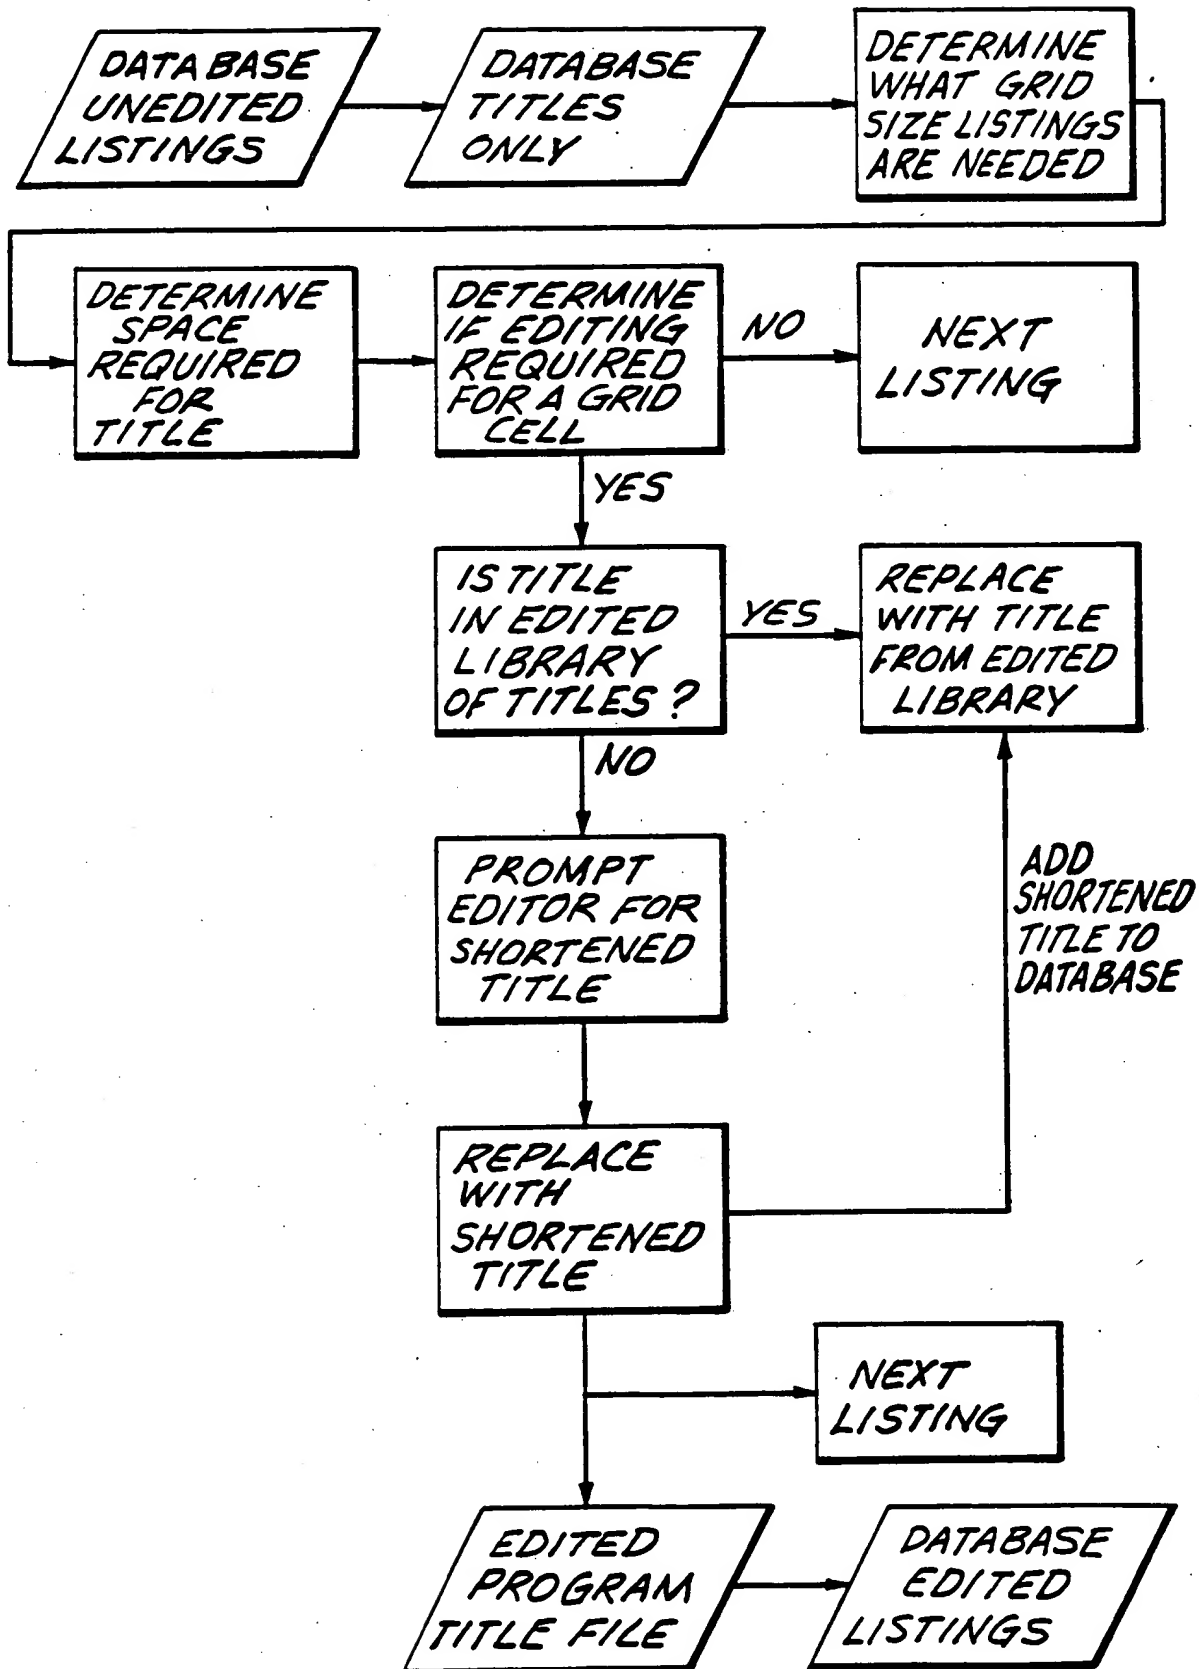 DATABASE
UNEDITED
LISTINGS
DATABASE
TITLES
ONLY
DETERMINE
WHAT GRID
SIZE LISTINGS
ARE NEEDED
DETERMINE
SPACE
REQUIRED
FOR
TITLE
DETERMINE
IF EDITING
REQUIRED
FOR A GRID
CELL
NO
NEXT
LISTING
YES
IS TITLE
IN EDITED
LIBRARY
OF TITLES?
YES
REPLACE
WITH TITLE
FROM EDITED
LIBRARY
NO
PROMPT
EDITOR FOR
SHORTENED
TITLE
ADD
SHORTENED
TITLE TO
DATABASE
REPLACE
WITH
SHORTENED
TITLE
NEXT
LISTING
EDITED
PROGRAM
TITLE FILE
DATABASE
EDITED
LISTINGS